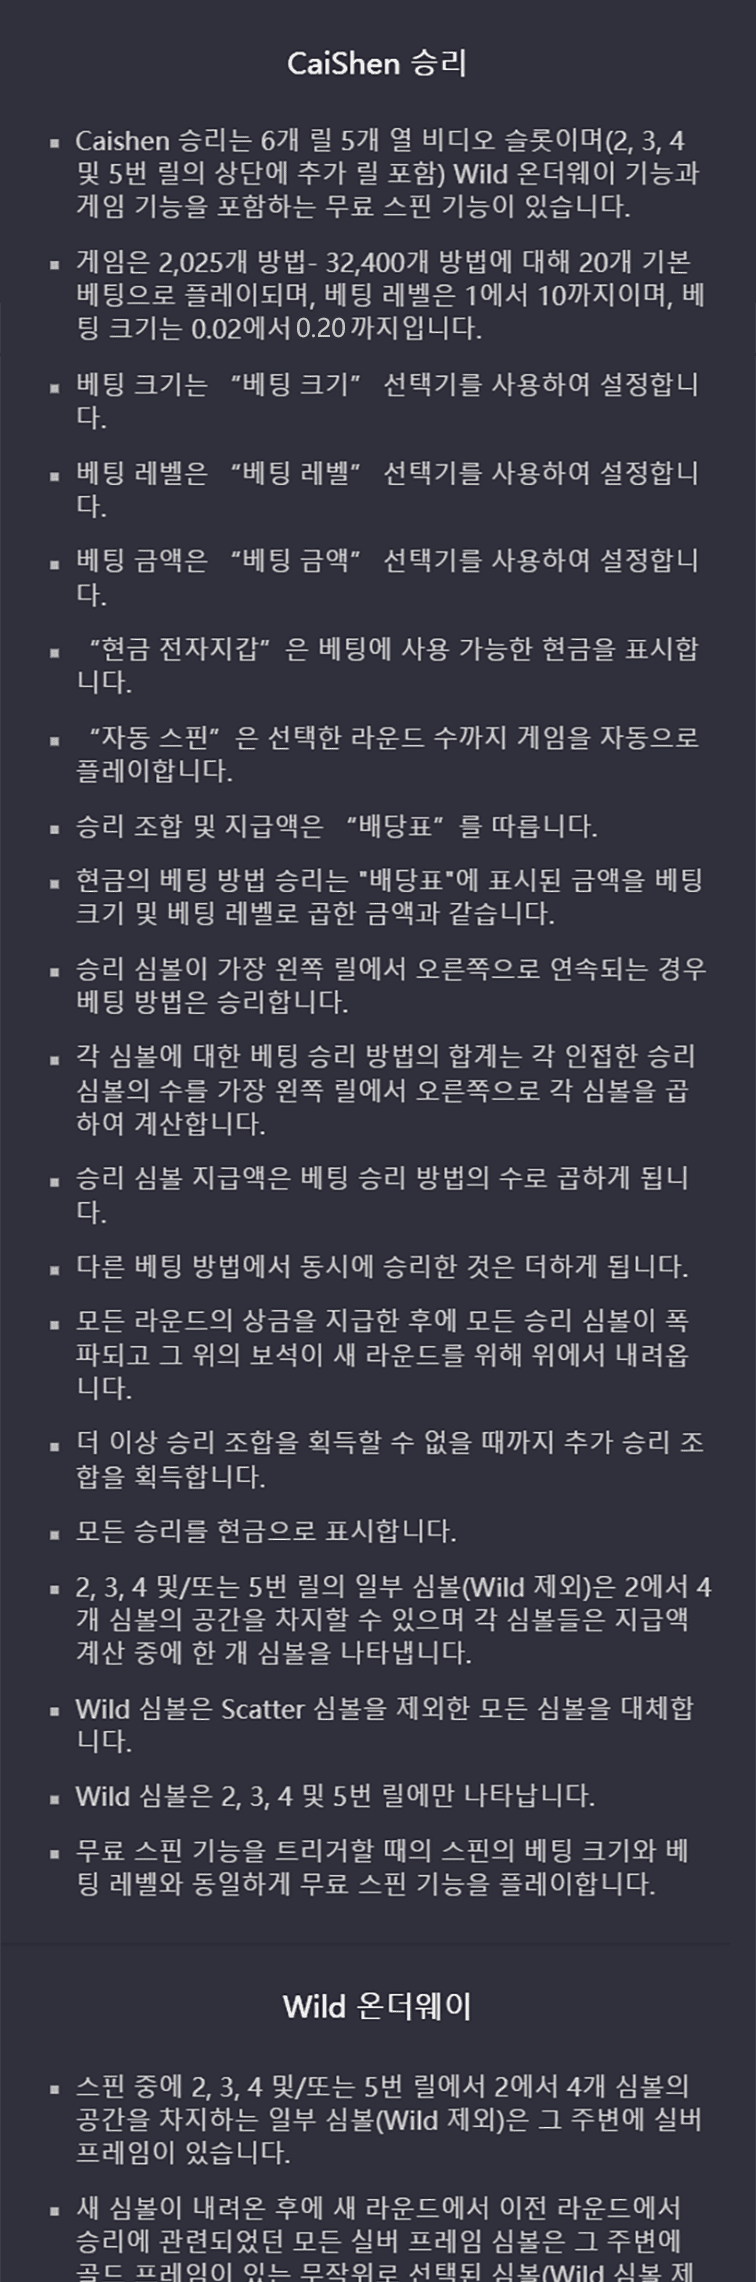 CaiShen 승리
▪ Caishen 승리는 6개 릴 5개 열 비디오 슬롯이며(2, 3, 4
및 5번 릴의 상단에 추가 릴 포함) Wild 온더웨이 기능과
게임 기능을 포함하는 무료 스핀 기능이 있습니다.
▪ 게임은 2,025개 방법- 32,400개 방법에 대해 20개 기본
베팅으로 플레이되며, 베팅 레벨은 1에서 10까지이며, 베
팅 크기는 0.02에서 0.20 까지입니다.
▪ 베팅 크기는 “베팅 크기” 선택기를 사용하여 설정합니
다.
▪ 베팅 레벨은 “베팅 레벨” 선택기를 사용하여 설정합니
다.
▪ 베팅 금액은 “베팅 금액” 선택기를 사용하여 설정합니
다.
▪ “현금 전자지갑” 은 베팅에 사용 가능한 현금을 표시합
니다.
▪ “자동 스핀” 은 선택한 라운드 수까지 게임을 자동으로
플레이합니다.
▪ 승리 조합 및 지급액은 “배당표” 를 따릅니다.
▪ 현금의 베팅 방법 승리는 "배당표"에 표시된 금액을 베팅
크기 및 베팅 레벨로 곱한 금액과 같습니다.
▪ 승리 심볼이 가장 왼쪽 릴에서 오른쪽으로 연속되는 경우
베팅 방법은 승리합니다.
▪ 각 심볼에 대한 베팅 승리 방법의 합계는 각 인접한 승리
심볼의 수를 가장 왼쪽 릴에서 오른쪽으로 각 심볼을 곱
하여 계산합니다.
▪ 승리 심볼 지급액은 베팅 승리 방법의 수로 곱하게 됩니
다.
▪ 다른 베팅 방법에서 동시에 승리한 것은 더하게 됩니다.
▪ 모든 라운드의 상금을 지급한 후에 모든 승리 심볼이 폭
파되고 그 위의 보석이 새 라운드를 위해 위에서 내려옵
니다.
▪ 더 이상 승리 조합을 획득할 수 없을 때까지 추가 승리 조
합을 획득합니다.
▪ 모든 승리를 현금으로 표시합니다.
▪ 2, 3, 4 및/또는 5번 릴의 일부 심볼(Wild 제외)은 2에서 4
개 심볼의 공간을 차지할 수 있으며 각 심볼들은 지급액
계산 중에 한 개 심볼을 나타냅니다.
▪ Wild 심볼은 Scatter 심볼을 제외한 모든 심볼을 대체합
니다.
▪ Wild 심볼은 2, 3, 4 및 5번 릴에만 나타납니다.
▪ 무료 스핀 기능을 트리거할 때의 스핀의 베팅 크기와 베
팅 레벨와 동일하게 무료 스핀 기능을 플레이합니다.
Wild 온더웨이
▪ 스핀 중에 2, 3, 4 및/또는 5번 릴에서 2에서 4개 심볼의
공간을 차지하는 일부 심볼(Wild 제외)은 그 주변에 실버
프레임이 있습니다.
▪ 새 심볼이 내려온 후에 새 라운드에서 이전 라운드에서
승리에 관련되었던 모든 실버 프레임 심볼은 그 주변에
골드 프레임이 있는 무작위로 선택된 심볼(Wild 심볼 제